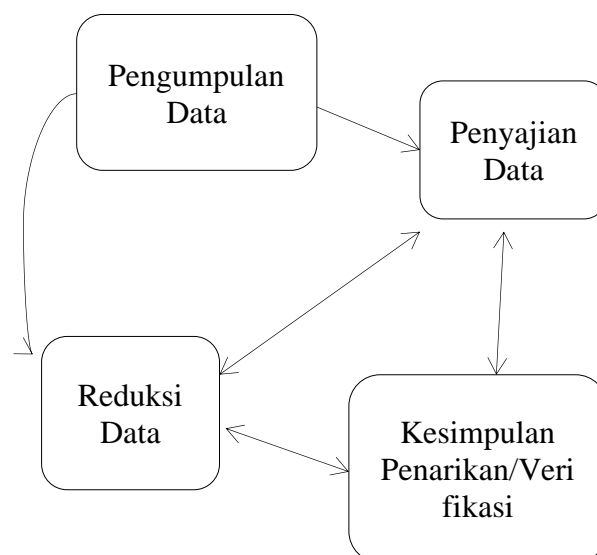 Pengumpulan
Data
Penyajian
Data
Reduksi
Data
Kesimpulan
Penarikan/Veri
fikasi